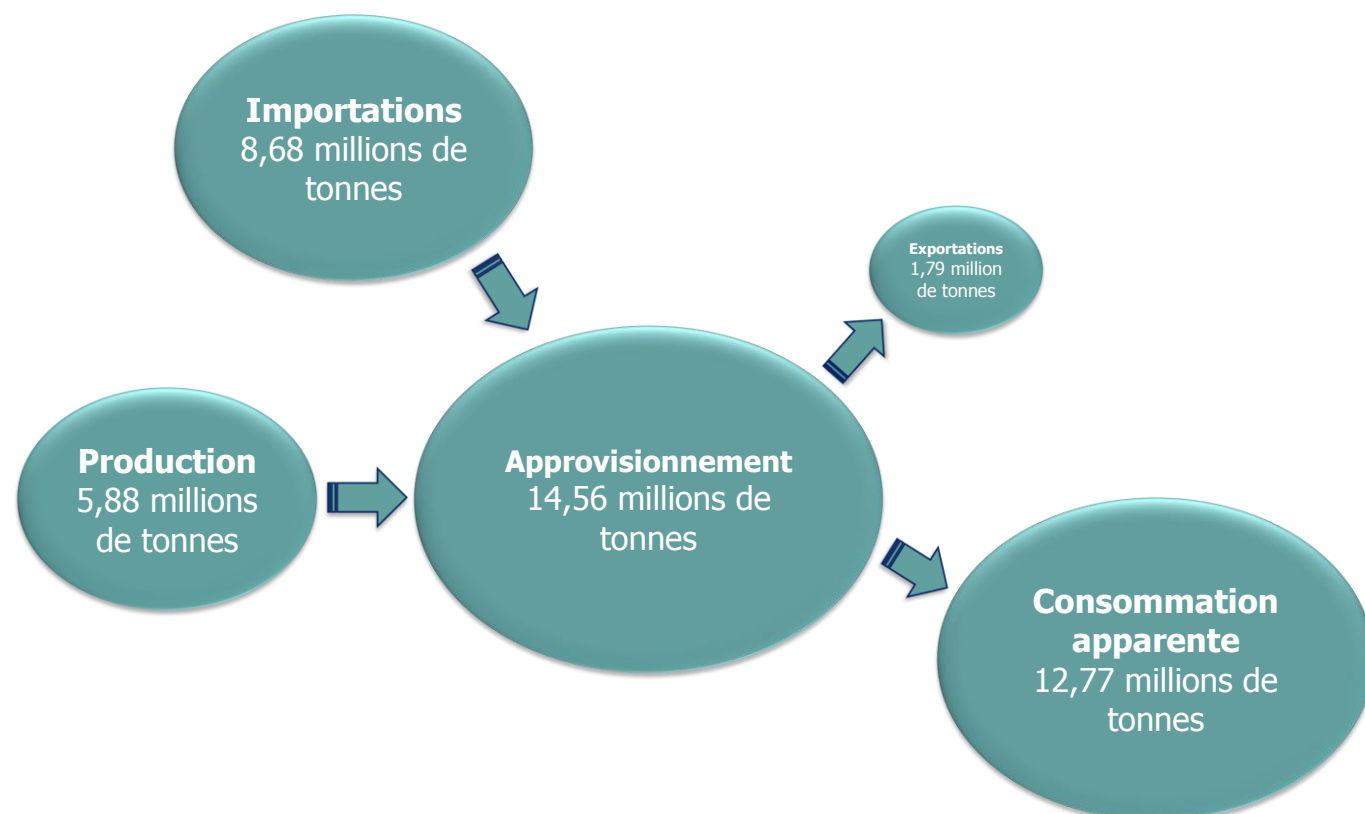 Importations
8,68 millions de
tonnes
Exportations
1,79 million
de tonnes
Production
5,88 millions
de tonnes
Approvisionnement
14,56 millions de
tonnes
Consommation
apparente
12,77 millions de
tonnes